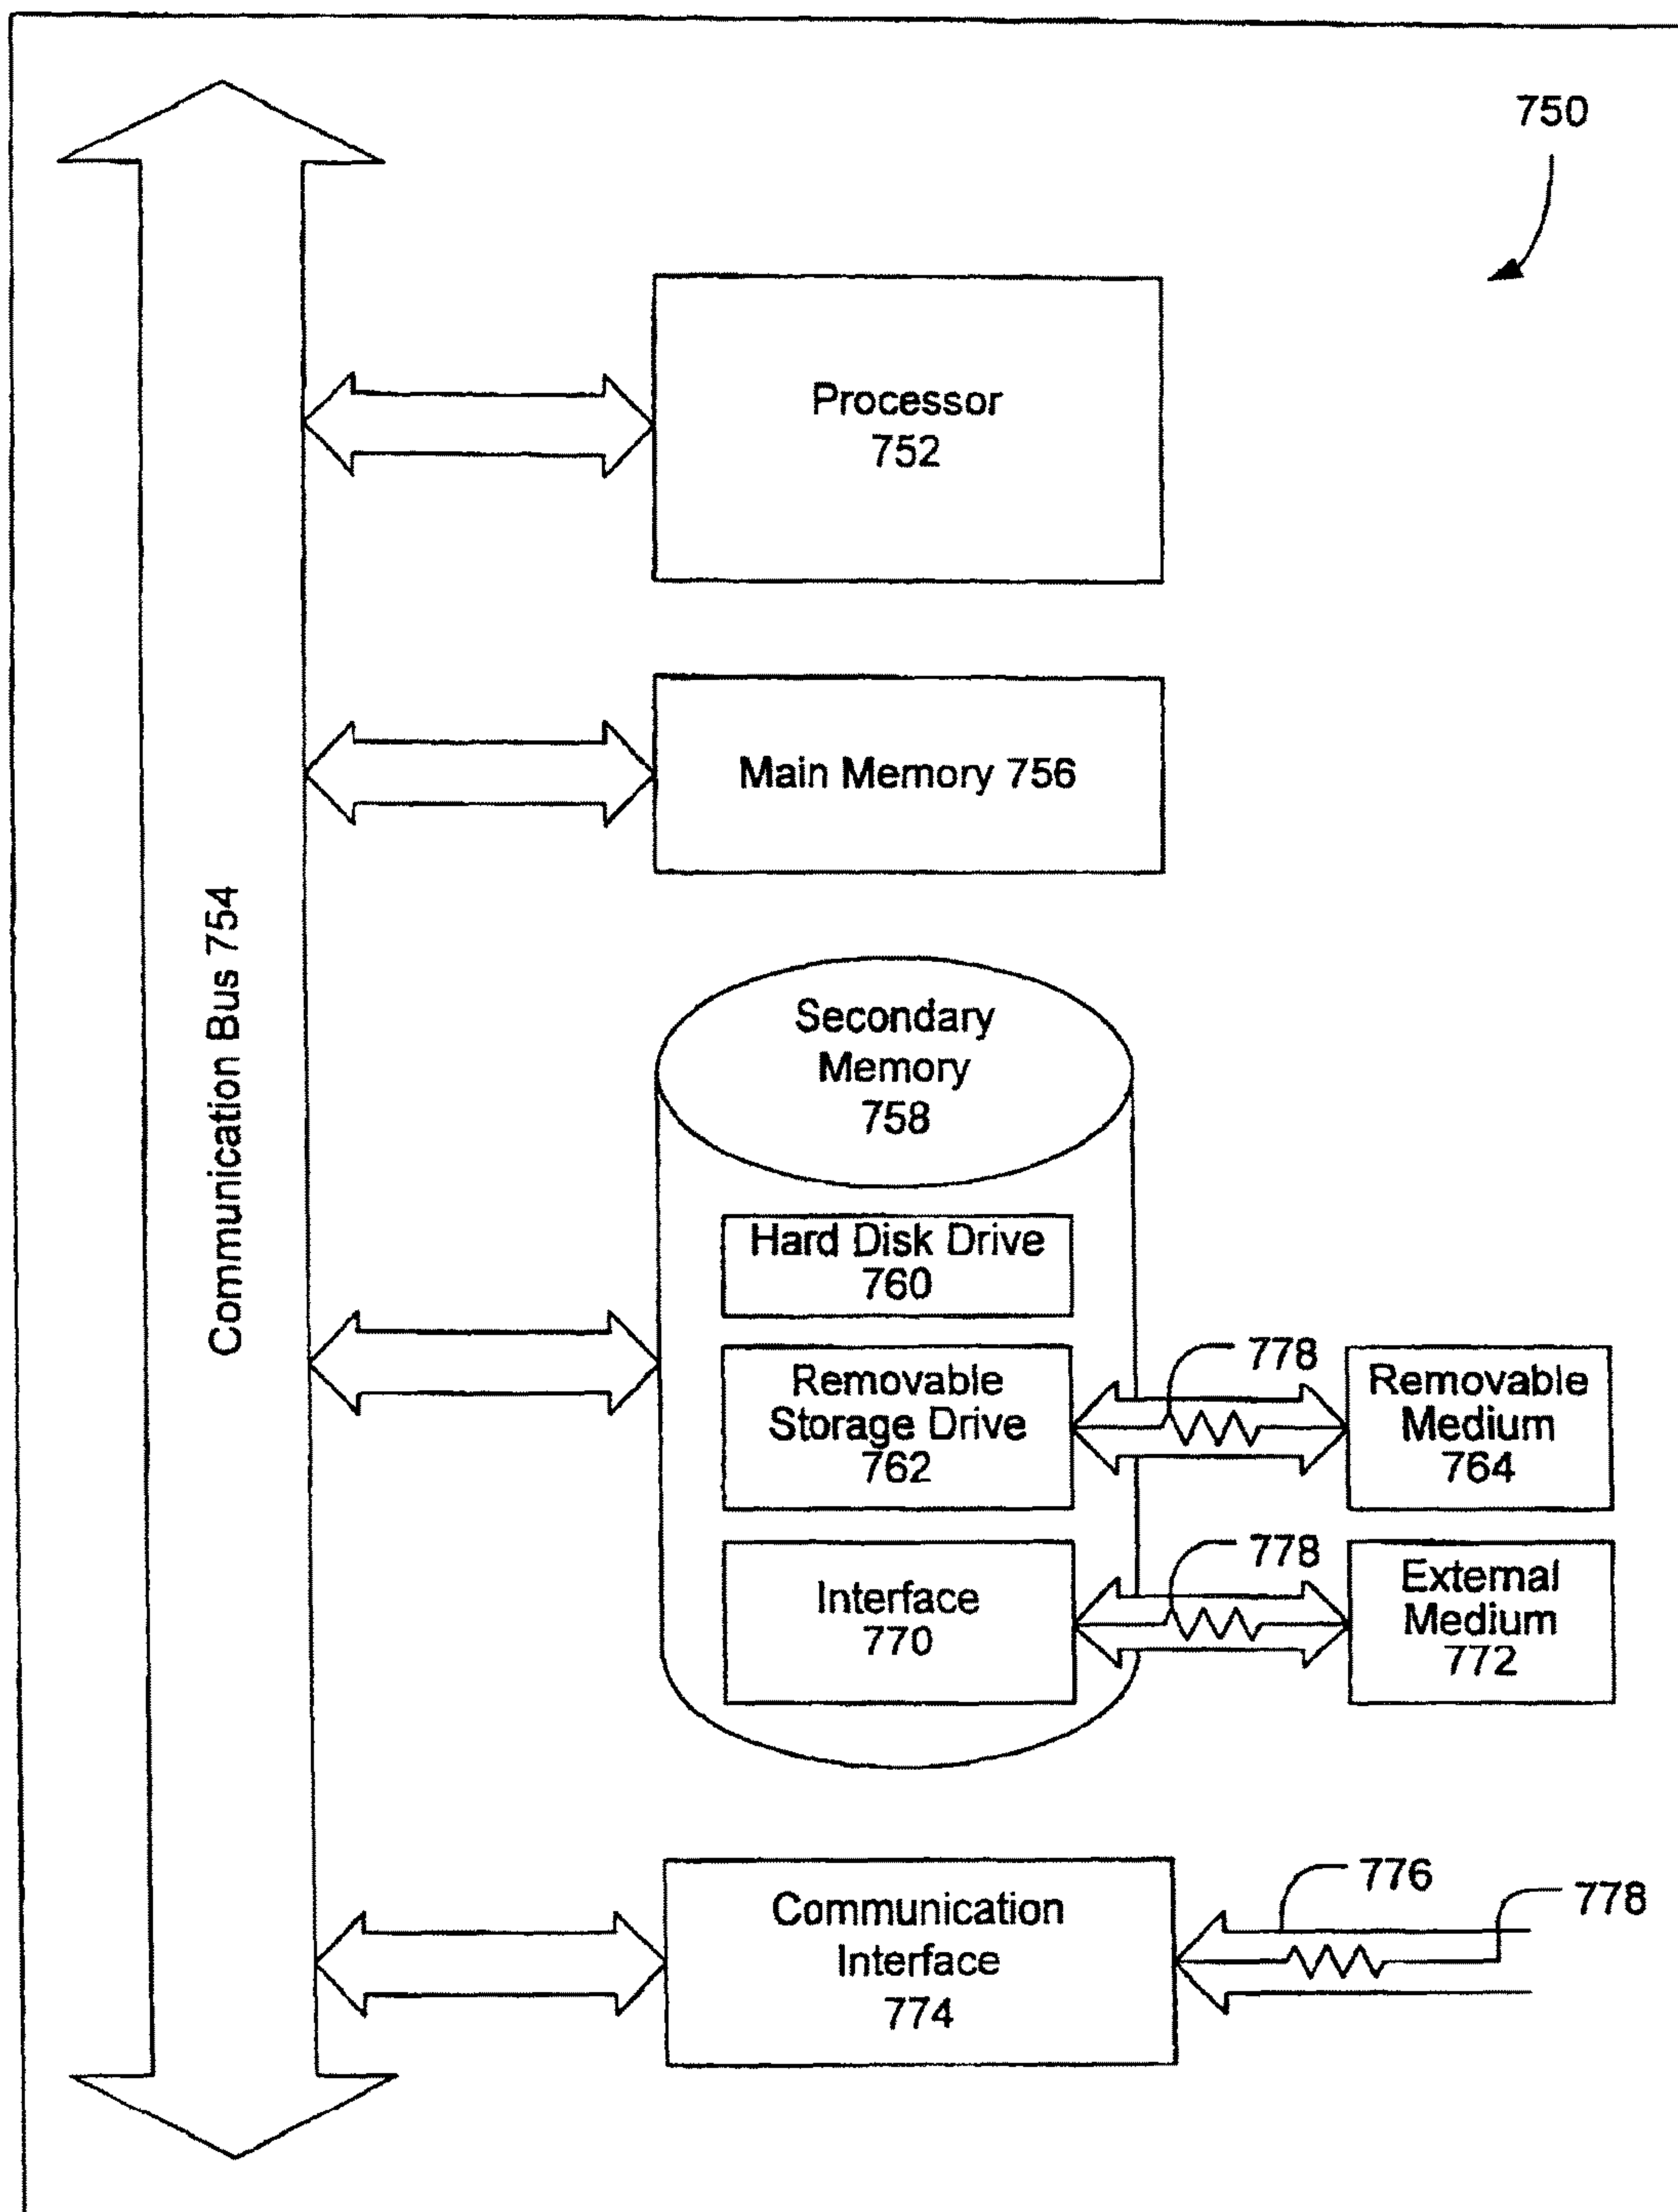 750
Processor
752
Main Memory 756
Communication Bus 754
Secondary
Memory
758
Hard Disk Drive
760
Removable
Storage Drive
762
778
Removable
Medium
764
Interface
770
778
External
Medium
772
Communication
Interface
774
776
778